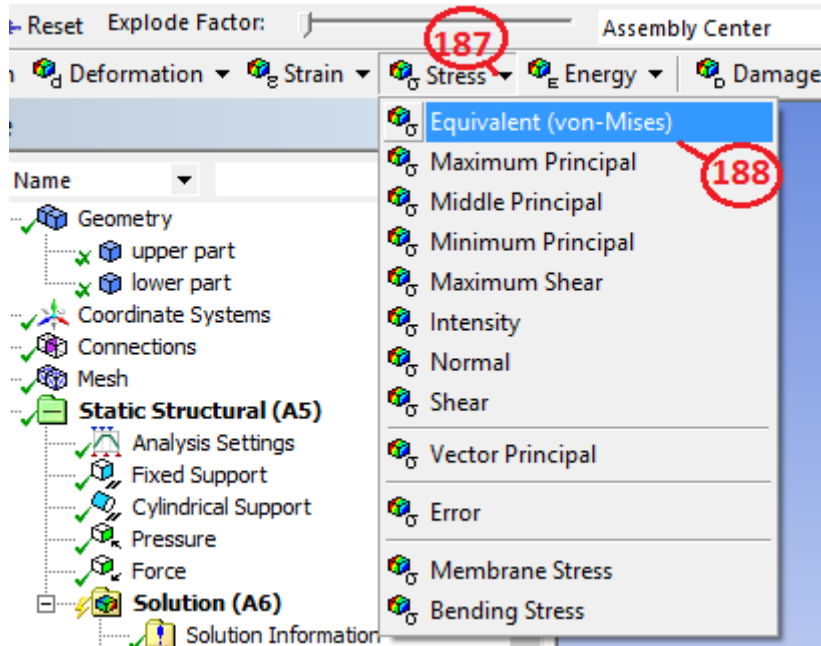 Reset Explode Factor: Assembly Center
187
Deformation Strain Stress Energy Damage
Equivalent (von-Mises)
188
Maximum Principal
Middle Principal
Minimum Principal
Maximum Shear
Intensity
Normal
Shear
Vector Principal
Error
Membrane Stress
Bending Stress
Name
Geometry
upper part
lower part
Coordinate Systems
Connections
Mesh
Static Structural (A5)
Analysis Settings
Fixed Support
Cylindrical Support
Pressure
Force
Solution (A6)
Solution Information